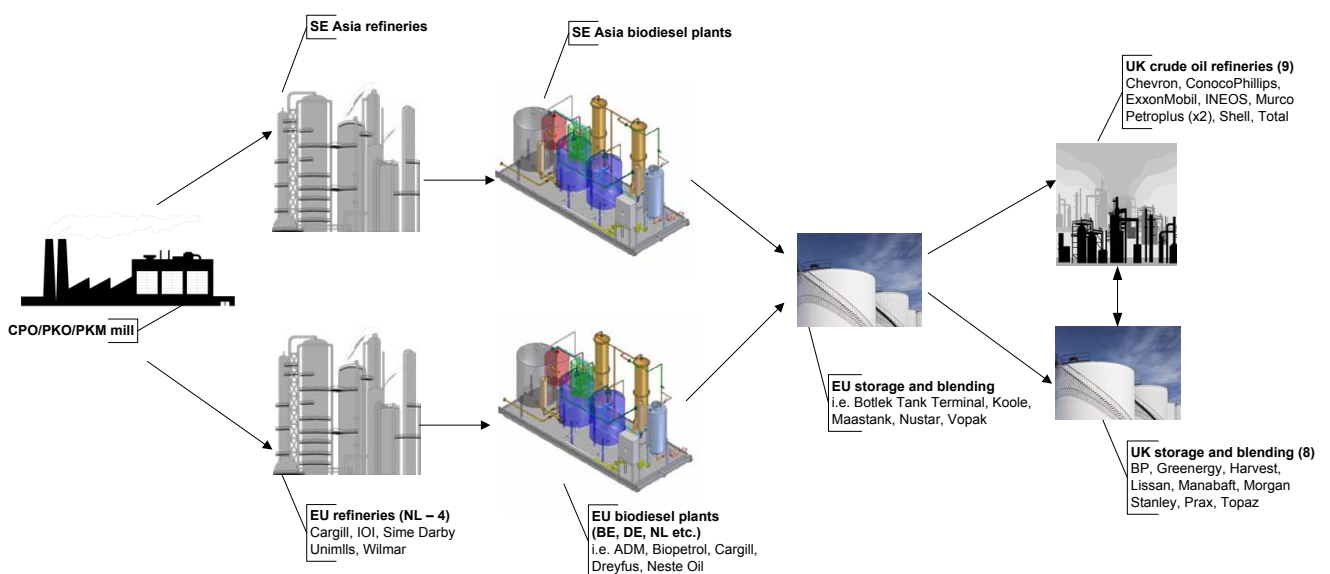 SE Asia refineries
SE Asia biodiesel plants
UK crude oil refineries (9)
Chevron, ConocoPhillips,
ExxonMobil, INEOS, Murco
Petroplus (x2), Shell, Total
CPO/PKO/PKM mill
EU storage and blending
i.e. Botlek Tank Terminal, Koole,
Maastank, Nustar, Vopak
UK storage and blending (8)
BP, Greenergy, Harvest,
Lissan, Manabaft, Morgan
Stanley, Prax, Topaz
EU refineries (NL – 4)
Cargill, IOI, Sime Darby
Unimlls, Wilmar
EU biodiesel plants
(BE, DE, NL etc.)
i.e. ADM, Biopetrol, Cargill,
Dreyfus, Neste Oil